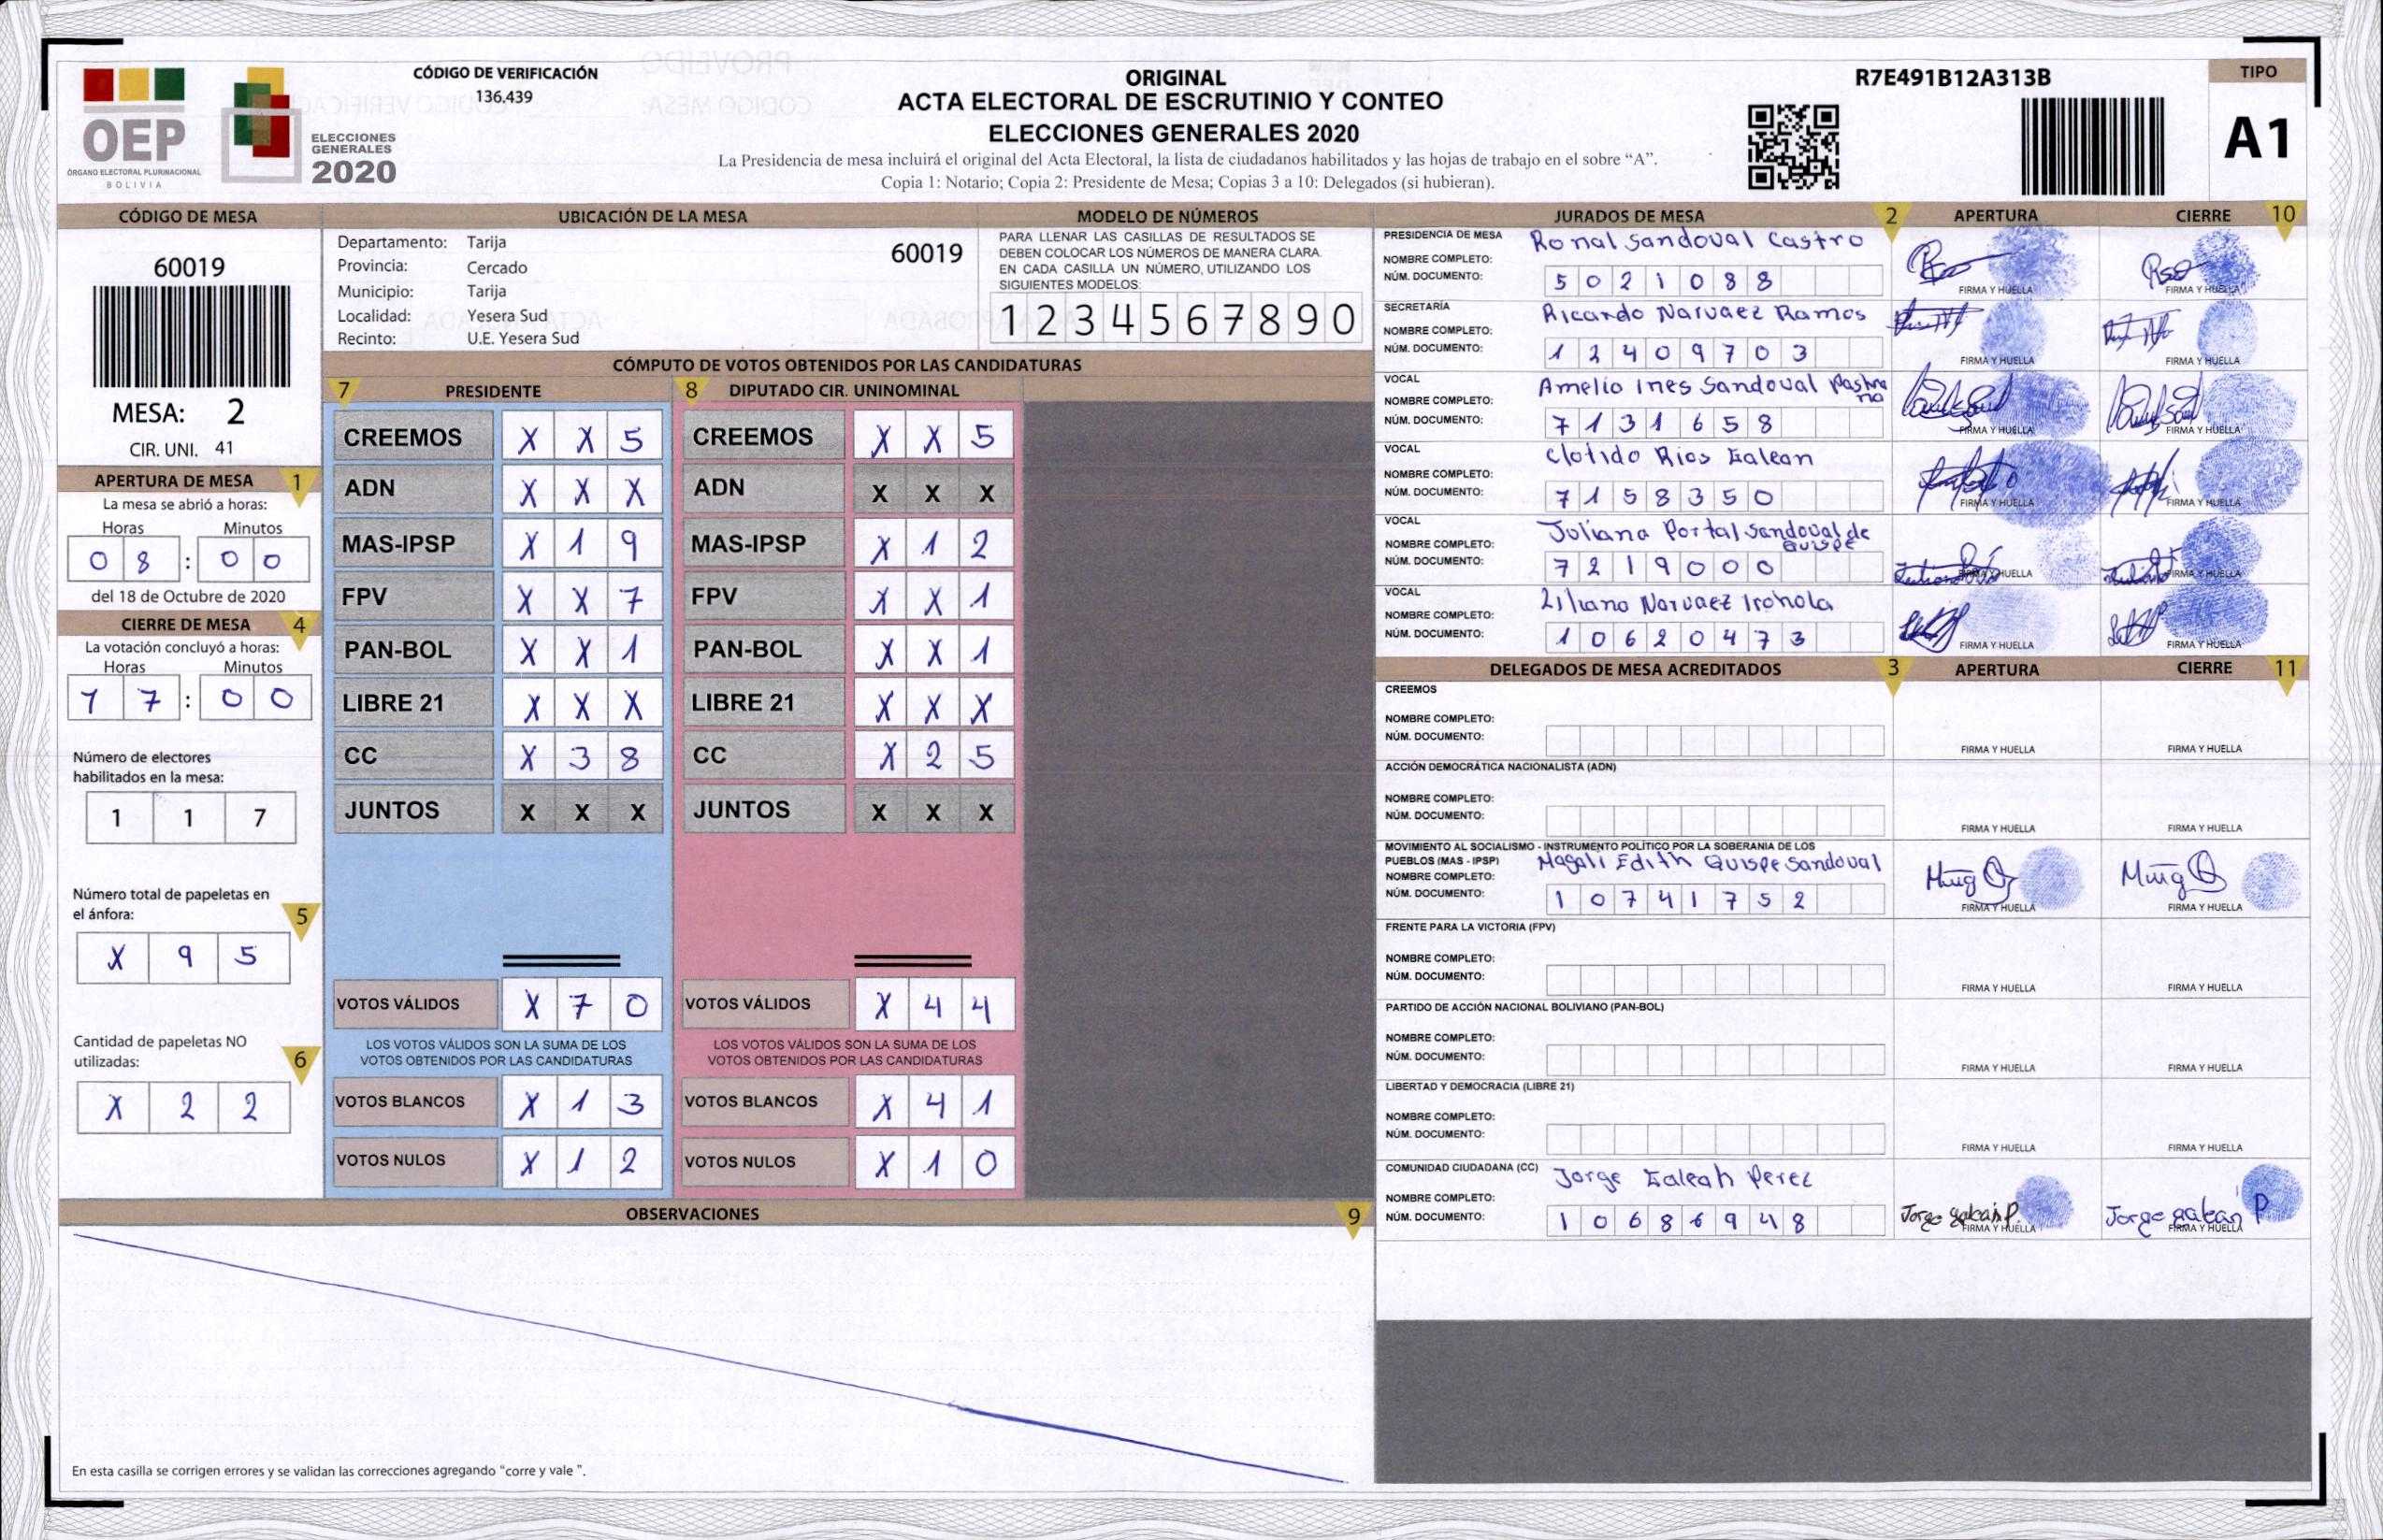 OEP
ÓRGANO ELECTORAL PLURINACIONAL
BOLIVIA
ELECCIONES
GENERALES
2020
CÓDIGO DE VERIFICACIÓN
136.439
ORIGINAL
ACTA ELECTORAL DE ESCRUTINIO Y CONTEO
ELECCIONES GENERALES 2020
La Presidencia de mesa incluirá el original del Acta Electoral, la lista de ciudadanos habilitados y las hojas de trabajo en el sobre “A”.
Copia 1: Notario; Copia 2: Presidente de Mesa; Copias 3 a 10: Delegados (si hubieran).
R7E491B12A313B
TIPO
A1
CÓDIGO DE MESA
60019
MESA: 2
CIR. UNI. 41
APERTURA DE MESA 1
La mesa se abrió a horas:
Horas Minutos
0 8 : 0 0
del 18 de Octubre de 2020
CIERRE DE MESA 4
La votación concluyó a horas:
Horas Minutos
1 7 : 0 0
Número de electores
habilitados en la mesa:
1 1 7
Número total de papeletas en
el ánfora: 5
X 9 5
Cantidad de papeletas NO
utilizadas: 6
X 2 2
UBICACIÓN DE LA MESA
Departamento: Tarija 60019
Provincia: Cercado
Municipio: Tarija
Localidad: Yesera Sud
Recinto: U.E. Yesera Sud
MODELO DE NÚMEROS
PARA LLENAR LAS CASILLAS DE RESULTADOS SE
DEBEN COLOCAR LOS NÚMEROS DE MANERA CLARA.
EN CADA CASILLA UN NÚMERO, UTILIZANDO LOS
SIGUIENTES MODELOS:
1 2 3 4 5 6 7 8 9 0
CÓMPUTO DE VOTOS OBTENIDOS POR LAS CANDIDATURAS
7 PRESIDENTE
CREEMOS X X 5
ADN X X X
MAS-IPSP X 1 9
FPV X X 7
PAN-BOL X X 1
LIBRE 21 X X X
CC X 3 8
JUNTOS X X X
VOTOS VÁLIDOS X 7 0
LOS VOTOS VÁLIDOS SON LA SUMA DE LOS
VOTOS OBTENIDOS POR LAS CANDIDATURAS
VOTOS BLANCOS X 1 3
VOTOS NULOS X 1 2
8 DIPUTADO CIR. UNINOMINAL
CREEMOS X X 5
ADN X X X
MAS-IPSP X 1 2
FPV X X 1
PAN-BOL X X 1
LIBRE 21 X X X
CC X 2 5
JUNTOS X X X
VOTOS VÁLIDOS X 4 4
LOS VOTOS VÁLIDOS SON LA SUMA DE LOS
VOTOS OBTENIDOS POR LAS CANDIDATURAS
VOTOS BLANCOS X 4 1
VOTOS NULOS X 1 0
OBSERVACIONES 9
En esta casilla se corrigen errores y se validan las correcciones agregando “corre y vale ”.
JURADOS DE MESA 2 APERTURA CIERRE 10
PRESIDENCIA DE MESA Ronal Sandoval Castro
NOMBRE COMPLETO:
NÚM. DOCUMENTO: 5 0 2 1 0 8 8
FIRMA Y HUELLA FIRMA Y HUELLA
SECRETARÍA Ricardo Narvaez Ramos
NOMBRE COMPLETO:
NÚM. DOCUMENTO: 1 2 4 0 9 7 0 3
FIRMA Y HUELLA FIRMA Y HUELLA
VOCAL Amelio Ines Sandoval
NOMBRE COMPLETO:
NÚM. DOCUMENTO: 7 1 3 1 6 5 8
FIRMA Y HUELLA FIRMA Y HUELLA
VOCAL Clotido Rios Galean
NOMBRE COMPLETO:
NÚM. DOCUMENTO: 7 1 5 8 3 5 0
FIRMA Y HUELLA FIRMA Y HUELLA
VOCAL Juliana Portal Sandoval de
NOMBRE COMPLETO: Quispe
NÚM. DOCUMENTO: 7 2 1 9 0 0 0
FIRMA Y HUELLA FIRMA Y HUELLA
VOCAL Liliana Narvaez
NOMBRE COMPLETO:
NÚM. DOCUMENTO: 1 0 6 2 0 4 7 3
FIRMA Y HUELLA FIRMA Y HUELLA
DELEGADOS DE MESA ACREDITADOS 3 APERTURA CIERRE 11
CREEMOS
NOMBRE COMPLETO:
NÚM. DOCUMENTO:
FIRMA Y HUELLA FIRMA Y HUELLA
ACCIÓN DEMOCRÁTICA NACIONALISTA (ADN)
NOMBRE COMPLETO:
NÚM. DOCUMENTO:
FIRMA Y HUELLA FIRMA Y HUELLA
MOVIMIENTO AL SOCIALISMO - INSTRUMENTO POLÍTICO POR LA SOBERANIA DE LOS
PUEBLOS (MAS - IPSP) Magali Edith Quispe Sandoval
NOMBRE COMPLETO:
NÚM. DOCUMENTO: 1 0 7 4 1 7 5 2
FIRMA Y HUELLA FIRMA Y HUELLA
FRENTE PARA LA VICTORIA (FPV)
NOMBRE COMPLETO:
NÚM. DOCUMENTO:
FIRMA Y HUELLA FIRMA Y HUELLA
PARTIDO DE ACCIÓN NACIONAL BOLIVIANO (PAN-BOL)
NOMBRE COMPLETO:
NÚM. DOCUMENTO:
FIRMA Y HUELLA FIRMA Y HUELLA
LIBERTAD Y DEMOCRACIA (LIBRE 21)
NOMBRE COMPLETO:
NÚM. DOCUMENTO:
FIRMA Y HUELLA FIRMA Y HUELLA
COMUNIDAD CIUDADANA (CC) Jorge Galean Perez
NOMBRE COMPLETO:
NÚM. DOCUMENTO: 1 0 6 8 6 9 4 8
Jorge galean P. Jorge galean P
FIRMA Y HUELLA FIRMA Y HUELLA